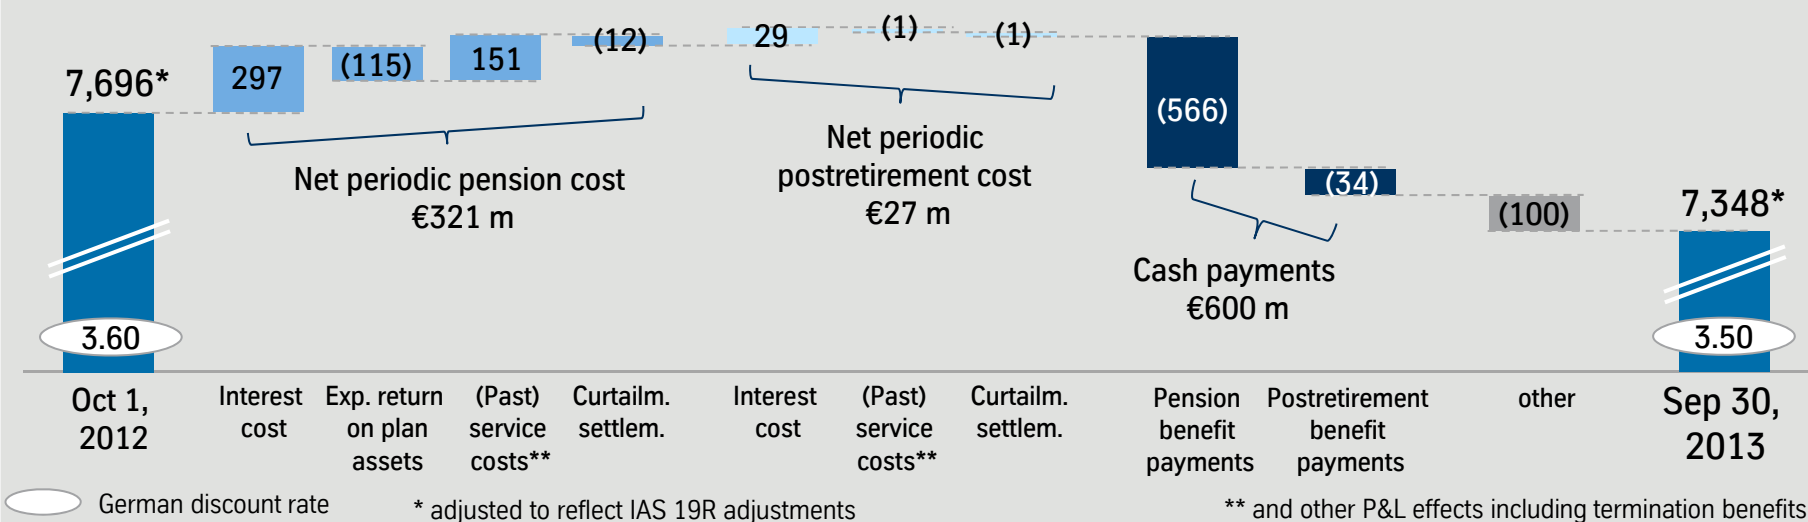 7,696*
297
(115)
151
(12)
29
(1)
(1)
(566)
(34)
(100)
7,348*
Net periodic pension cost
€321 m
Net periodic
postretirement cost
€27 m
Cash payments
€600 m
3.60
3.50
Oct 1,
2012
Interest
cost
Exp. return
on plan
assets
(Past)
service
costs**
Curtailm.
settlem.
Interest
cost
(Past)
service
costs**
Curtailm.
settlem.
Pension
benefit
payments
Postretirement
benefit
payments
other
Sep 30,
2013
German discount rate
* adjusted to reflect IAS 19R adjustments
** and other P&L effects including termination benefits